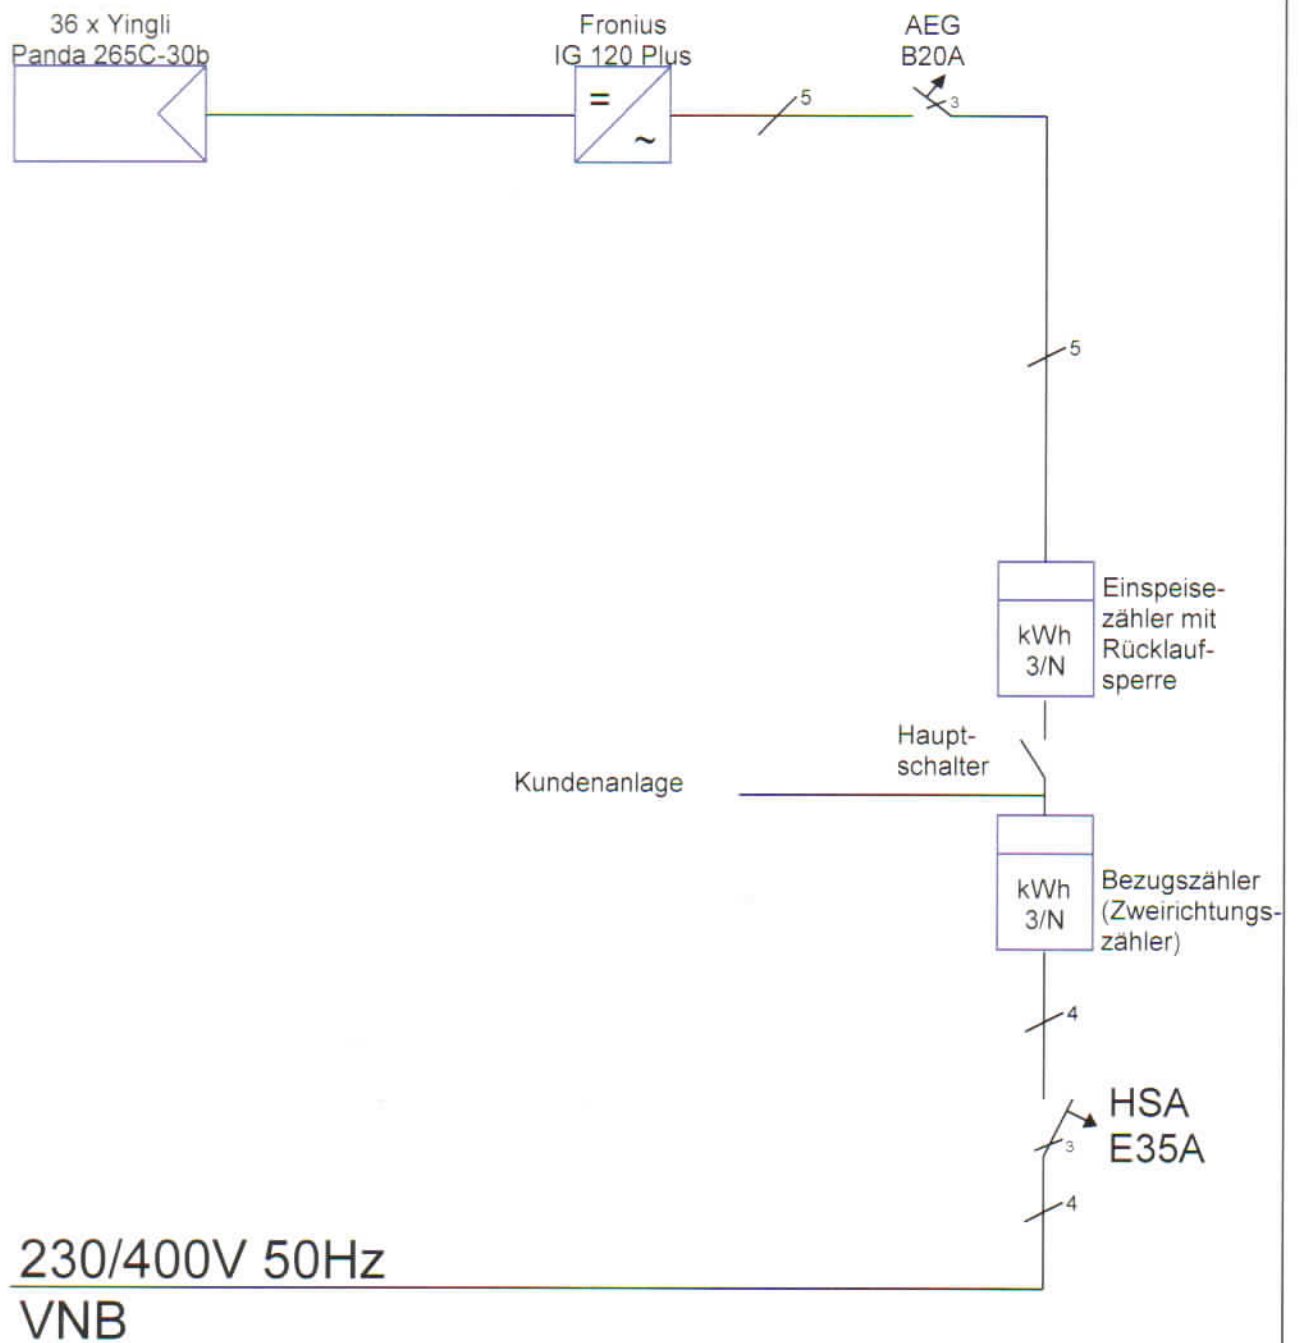 36 x Yingli
Panda 265C-30b
Fronius
IG 120 Plus
=
~
AEG
B20A
5
3
5
Einspeise-
zähler mit
Rücklauf-
sperre
kWh
3/N
Haupt-
schalter
Kundenanlage
kWh
3/N
Bezugszähler
(Zweirichtungs-
zähler)
4
HSA
E35A
3
4
230/400V 50Hz
VNB